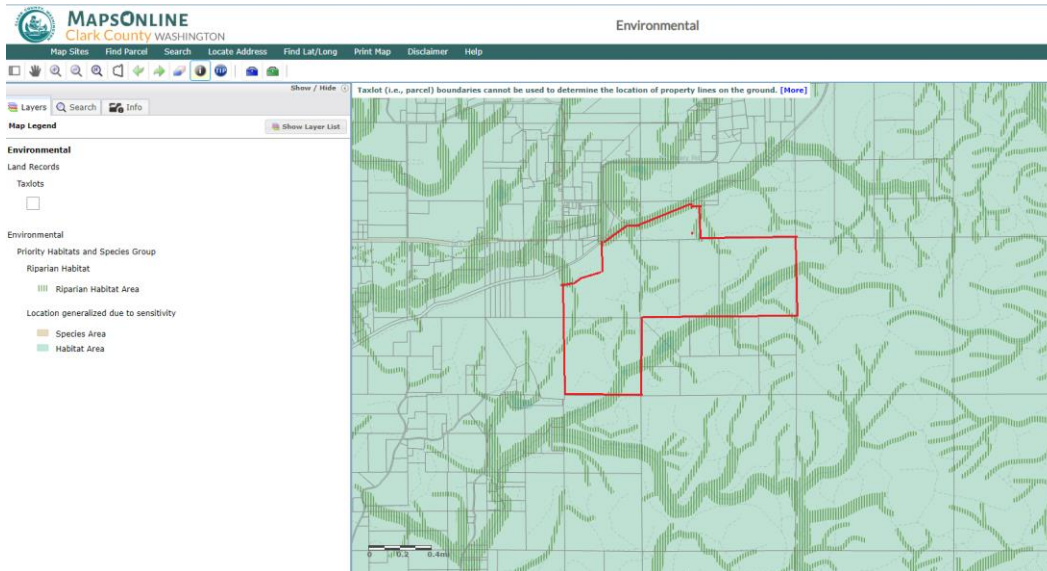 MAPSONLINE
Clark County WASHINGTON
Environmental
Map Sites Find Parcel Search Locate Address Find Lat/Long Print Map Disclaimer Help
Show / Hide
Taxlot (i.e., parcel) boundaries cannot be used to determine the location of property lines on the ground. [More]
Layers Search Info
Map Legend Show Layer List
Environmental
Land Records
Taxlots
Environmental
Priority Habitats and Species Group
Riparian Habitat
Riparian Habitat Area
Location generalized due to sensitivity
Species Area
Habitat Area
0 0.2 0.4mi